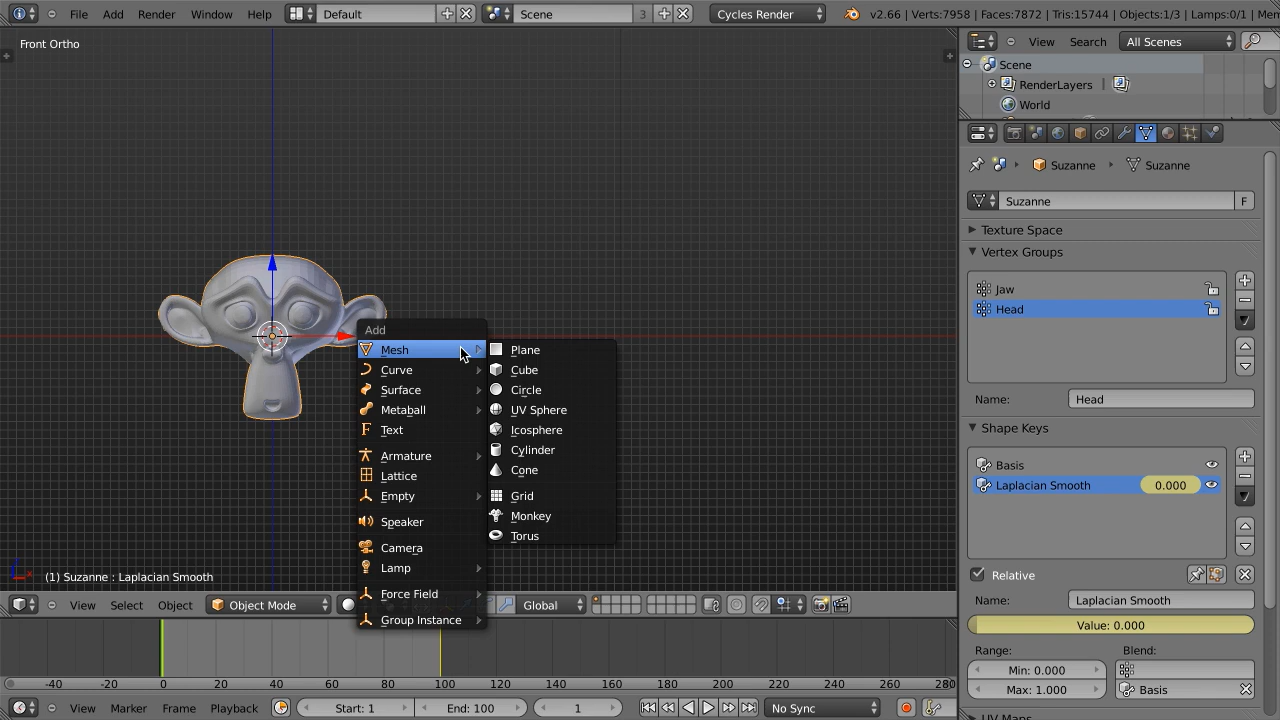 File Add Render Window Help Default Scene 3 Cycles Render v2.66 | Verts:7958 | Faces:7872 | Tris:15744 | Objects:1/3 | Lamps:0/1 |
Front Ortho
View Search All Scenes
Scene
RenderLayers
World
Suzanne Suzanne
Suzanne F
Texture Space
Vertex Groups
Jaw
Head
Name: Head
Shape Keys
Basis
Laplacian Smooth 0.000
Relative
Name: Laplacian Smooth
Value: 0.000
Range: Blend:
Min: 0.000
Max: 1.000 Basis
Add
Mesh
Curve
Surface
Metaball
Text
Armature
Lattice
Empty
Speaker
Camera
Lamp
Force Field
Group Instance
Plane
Cube
Circle
UV Sphere
Icosphere
Cylinder
Cone
Grid
Monkey
Torus
(1) Suzanne : Laplacian Smooth
View Select Object Object Mode Global
-40 -20 0 20 40 60 80 100 120 140 160 180 200 220 240 260 280
View Marker Frame Playback Start: 1 End: 100 1 No Sync